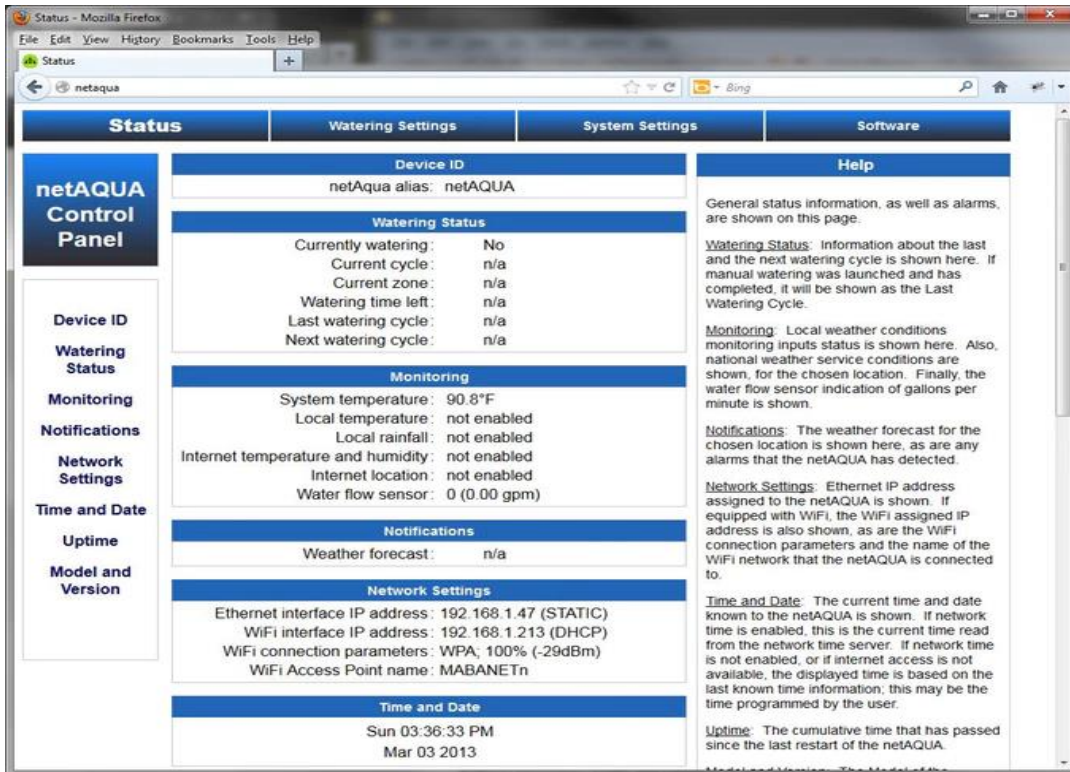 Status - Mozilla Firefox
File Edit View History Bookmarks Tools Help
Status
netaqua
Bing
Status
Watering Settings
System Settings
Software
netAQUA
Control
Panel
Device ID
Watering
Status
Monitoring
Notifications
Network
Settings
Time and Date
Uptime
Model and
Version
Device ID
netAqua alias: netAQUA
Watering Status
Currently watering: No
Current cycle: n/a
Current zone: n/a
Watering time left: n/a
Last watering cycle: n/a
Next watering cycle: n/a
Monitoring
System temperature: 90.8°F
Local temperature: not enabled
Local rainfall: not enabled
Internet temperature and humidity: not enabled
Internet location: not enabled
Water flow sensor: 0 (0.00 gpm)
Notifications
Weather forecast: n/a
Network Settings
Ethernet interface IP address: 192.168.1.47 (STATIC)
WiFi interface IP address: 192.168.1.213 (DHCP)
WiFi connection parameters: WPA; 100% (-29dBm)
WiFi Access Point name: MABANETn
Time and Date
Sun 03:36:33 PM
Mar 03 2013
Help
General status information, as well as alarms,
are shown on this page.
Watering Status: Information about the last
and the next watering cycle is shown here. If
manual watering was launched and has
completed, it will be shown as the Last
Watering Cycle.
Monitoring: Local weather conditions
monitoring inputs status is shown here. Also,
national weather service conditions are
shown, for the chosen location. Finally, the
water flow sensor indication of gallons per
minute is shown.
Notifications: The weather forecast for the
chosen location is shown here, as are any
alarms that the netAQUA has detected.
Network Settings: Ethernet IP address
assigned to the netAQUA is shown. If
equipped with WiFi, the WiFi assigned IP
address is also shown, as are the WiFi
connection parameters and the name of the
WiFi network that the netAQUA is connected
to.
Time and Date: The current time and date
known to the netAQUA is shown. If network
time is enabled, this is the current time read
from the network time server. If network time
is not enabled, or if internet access is not
available, the displayed time is based on the
last known time information; this may be the
time programmed by the user.
Uptime: The cumulative time that has passed
since the last restart of the netAQUA.
Model and Version: The Model of the